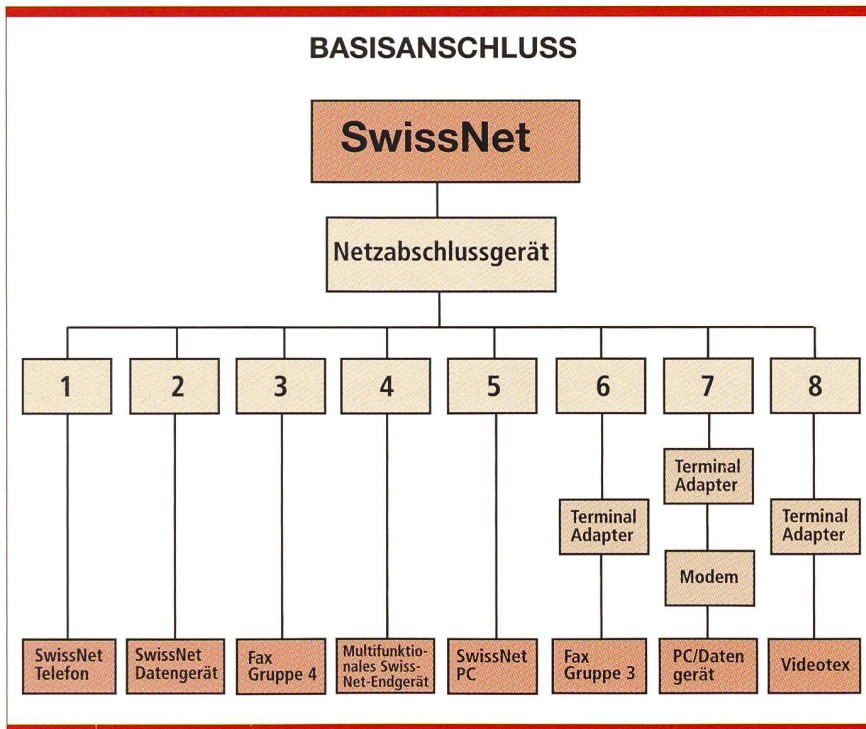 BASISANSCHLUSS
SwissNet
Netzabschlussgerät
1 2 3 4 5 6 7 8
Terminal
Adapter
Terminal
Adapter
Terminal
Adapter
Modem
SwissNet
Telefon
SwissNet
Datengerät
Fax
Gruppe 4
Multifunktio-
nales Swiss-
Net-Endgerät
SwissNet
PC
Fax
Gruppe 3
PC/Daten
gerät
Videotex